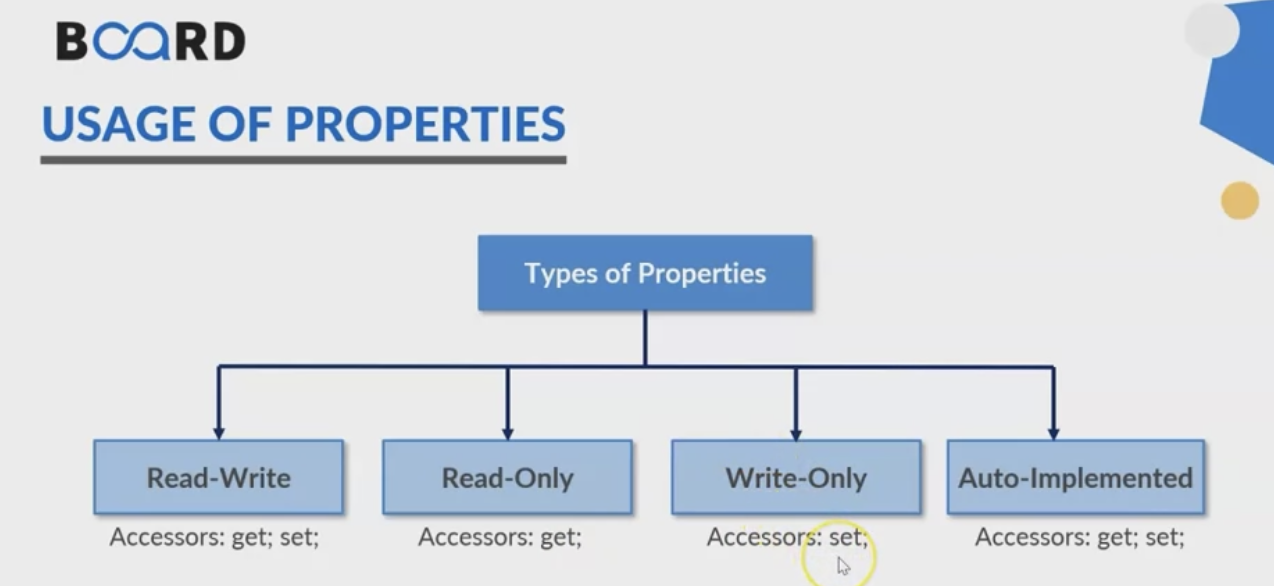 BOARD
USAGE OF PROPERTIES
Types of Properties
Read-Write
Read-Only
Write-Only
Auto-Implemented
Accessors: get; set;
Accessors: get;
Accessors: set;
Accessors: get; set;